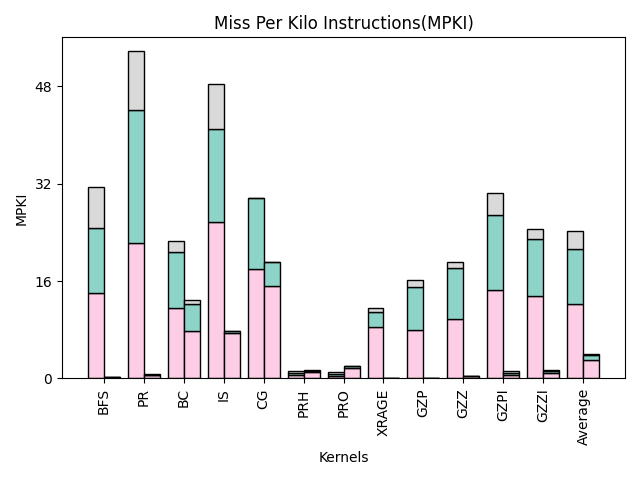 Miss Per Kilo Instructions(MPKI)
MPKI
48
32
16
0
BFS
PR
BC
IS
CG
PRH
PRO
XRAGE
GZP
GZZ
GZPI
GZZI
Average
Kernels